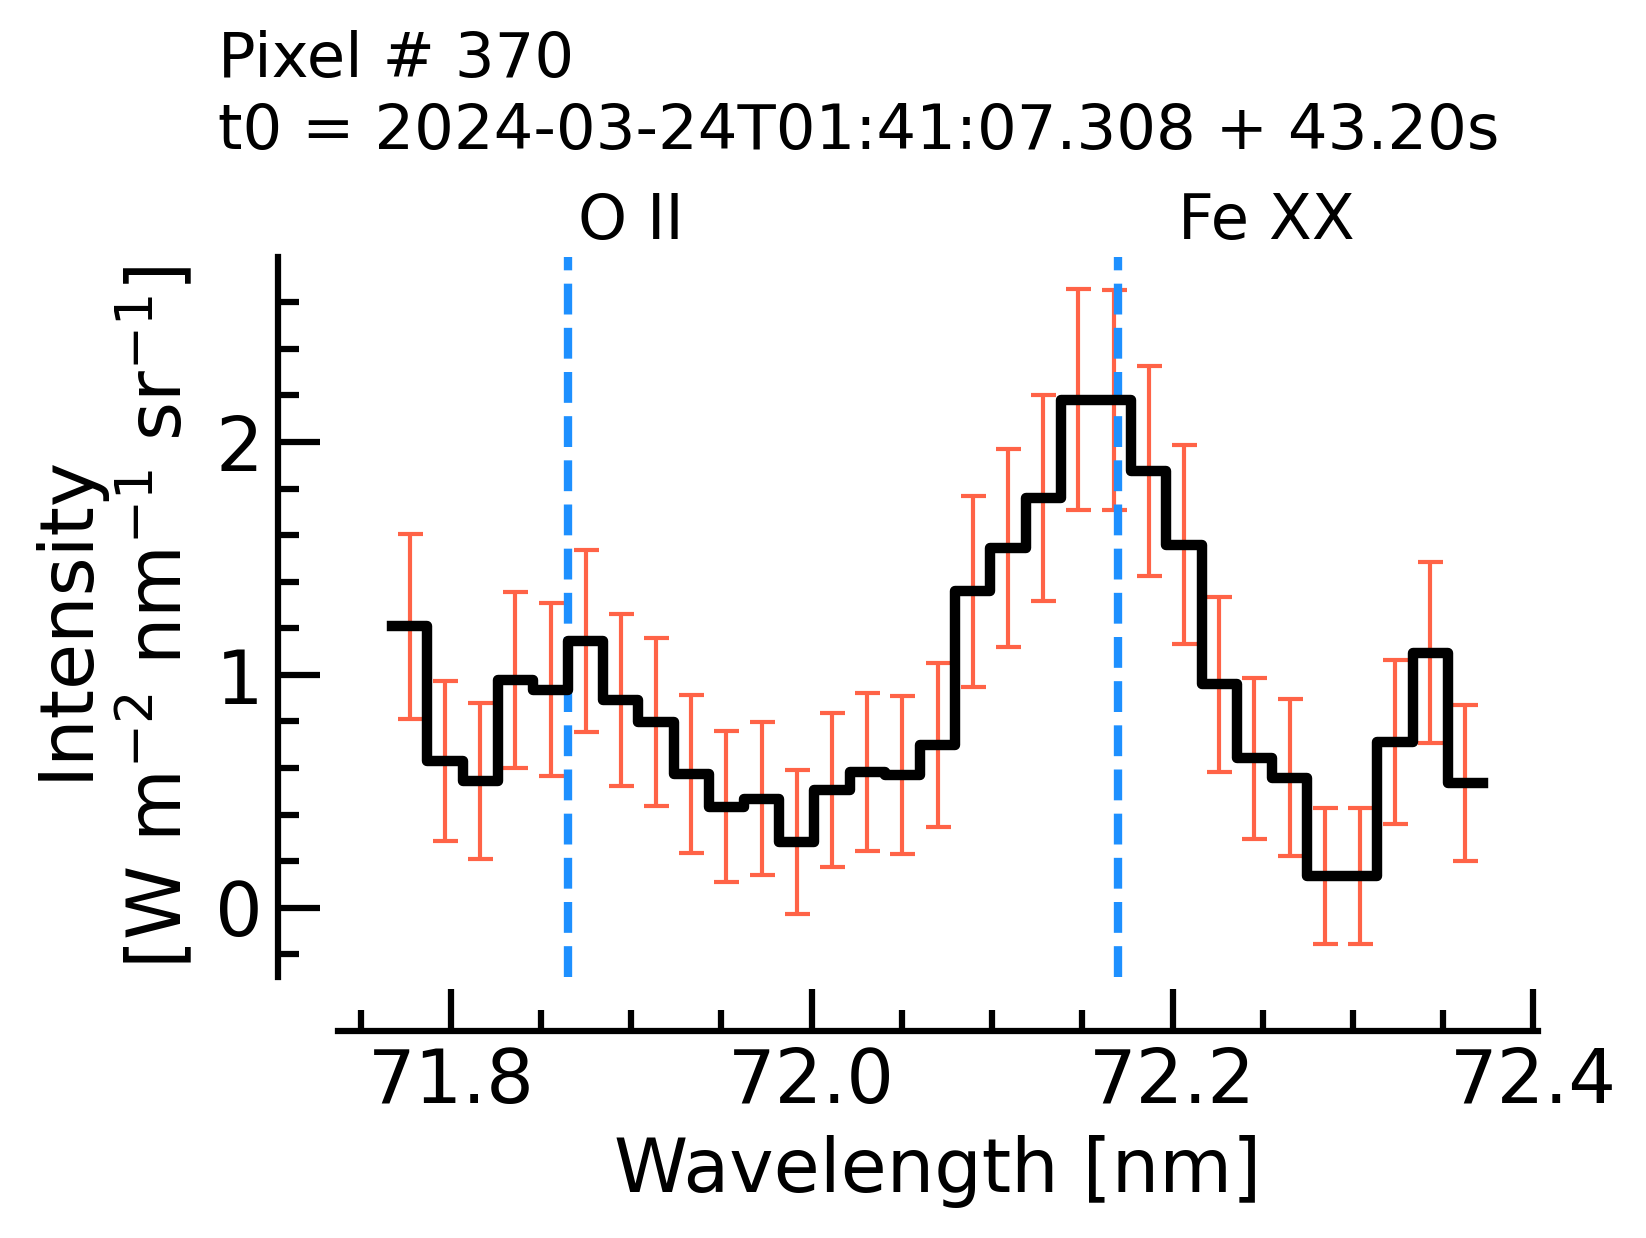 Pixel # 370
t0 = 2024-03-24T01:41:07.308 + 43.20s
O II
Fe XX
Intensity
[W m⁻² nm⁻¹ sr⁻¹]
2
1
0
71.8 72.0 72.2 72.4
Wavelength [nm]